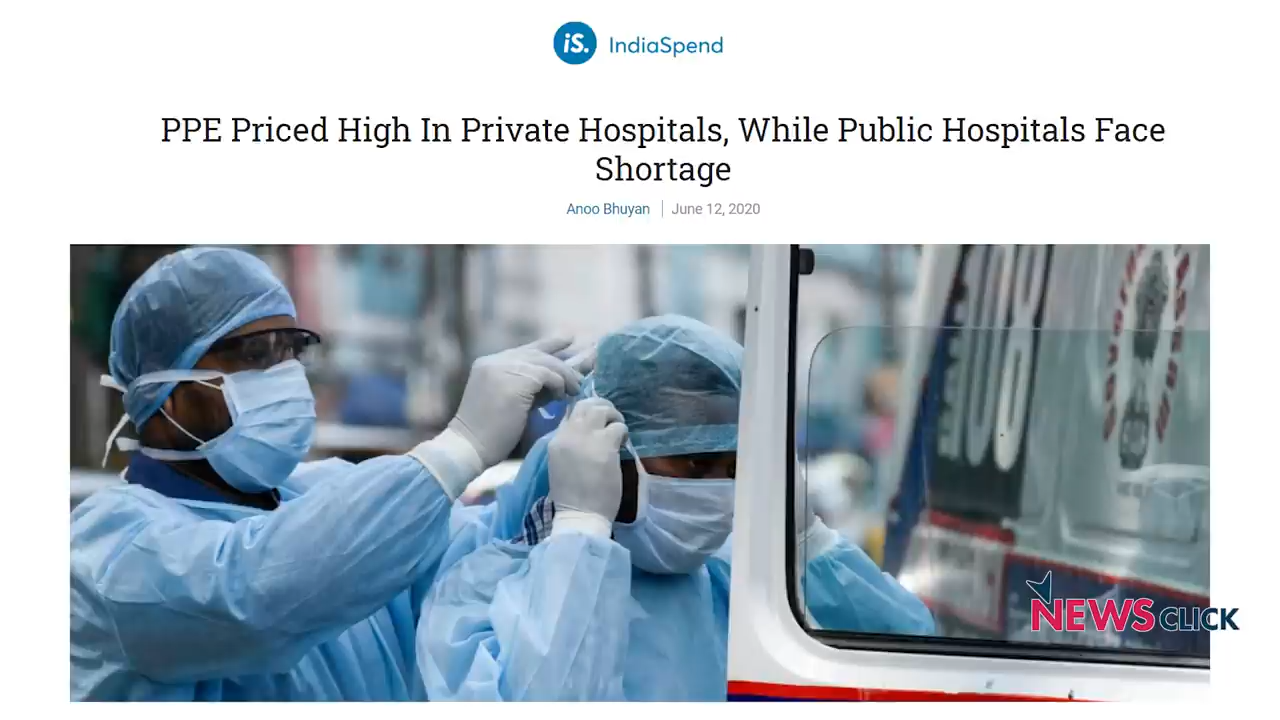 iS. IndiaSpend
PPE Priced High In Private Hospitals, While Public Hospitals Face
Shortage
Anoo Bhuyan | June 12, 2020
108
NEWSCLICK